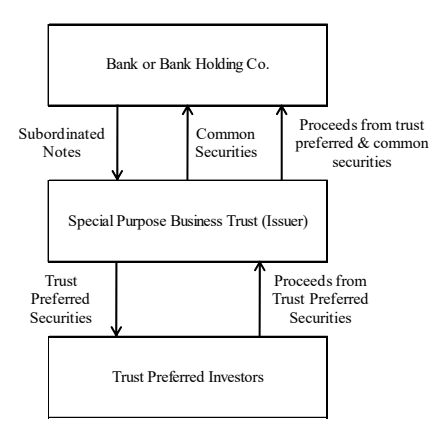 Bank or Bank Holding Co.
Subordinated
Notes
Common
Securities
Proceeds from trust
preferred & common
securities
Special Purpose Business Trust (Issuer)
Trust
Preferred
Securities
Proceeds from
Trust Preferred
Securities
Trust Preferred Investors